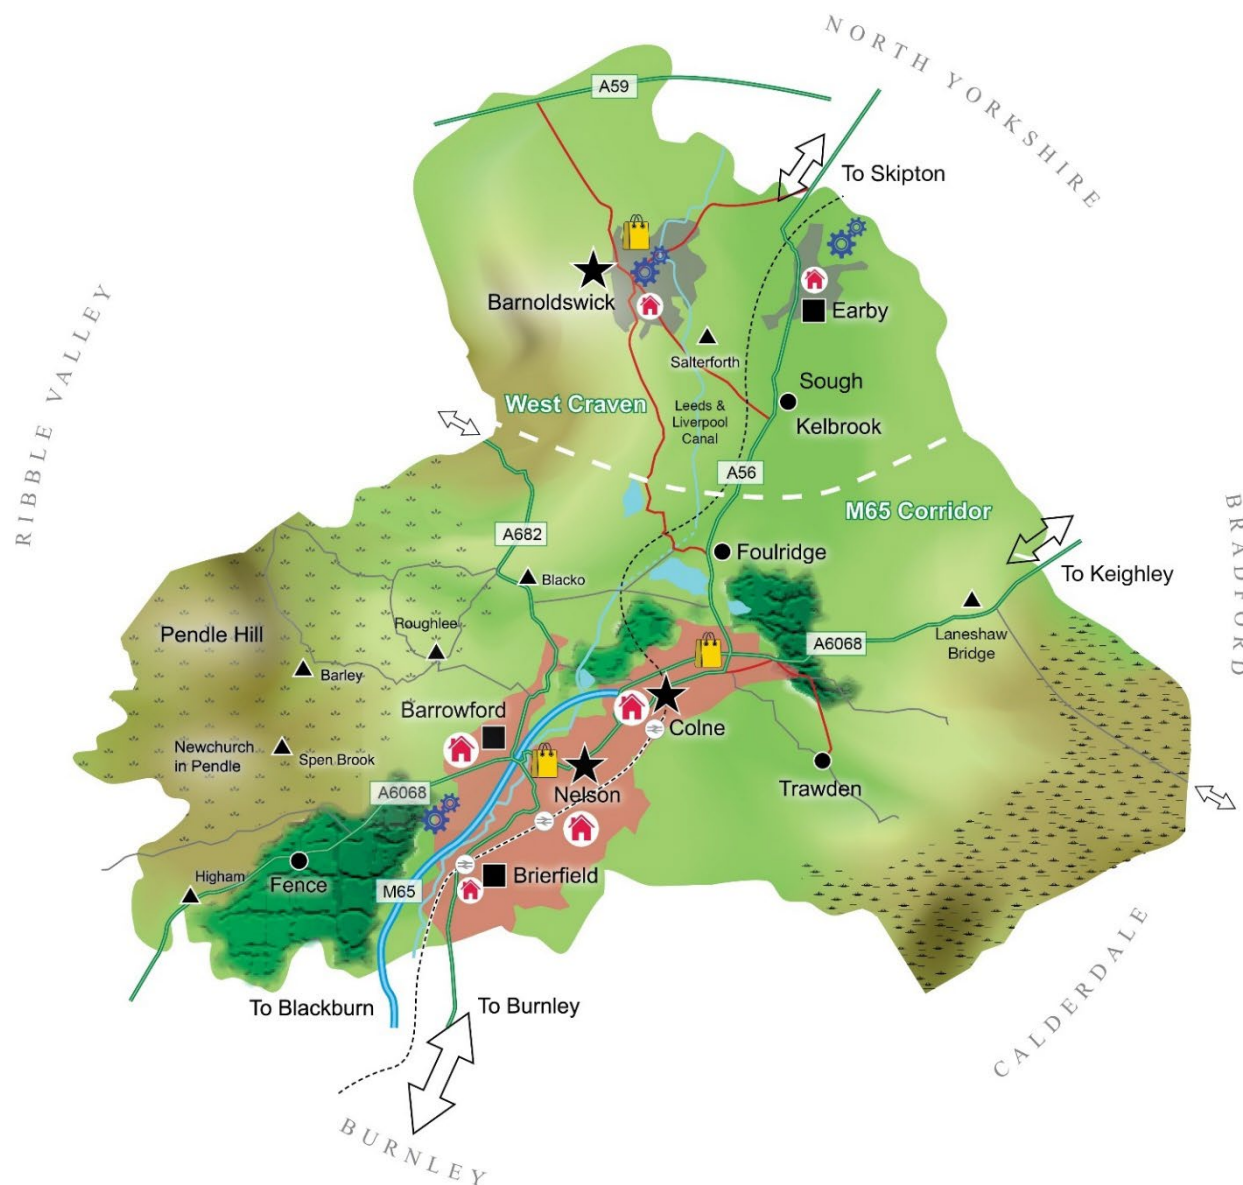 NORTH YORKSHIRE
A59
To Skipton
Barnoldswick
Earby
Salterforth
RIBBLE VALLEY
Sough
West Craven
Leeds &
Liverpool
Canal
Kelbrook
A56
M65 Corridor
BRADFORD
A682
Foulridge
Blacko
To Keighley
Roughlee
Pendle Hill
A6068
Laneshaw
Bridge
Barley
Barrowford
Colne
Newchurch
in Pendle
Spen Brook
Nelson
Trawden
A6068
Higham
Fence
M65
Brierfield
To Blackburn
To Burnley
CALDERDALE
BURNLEY